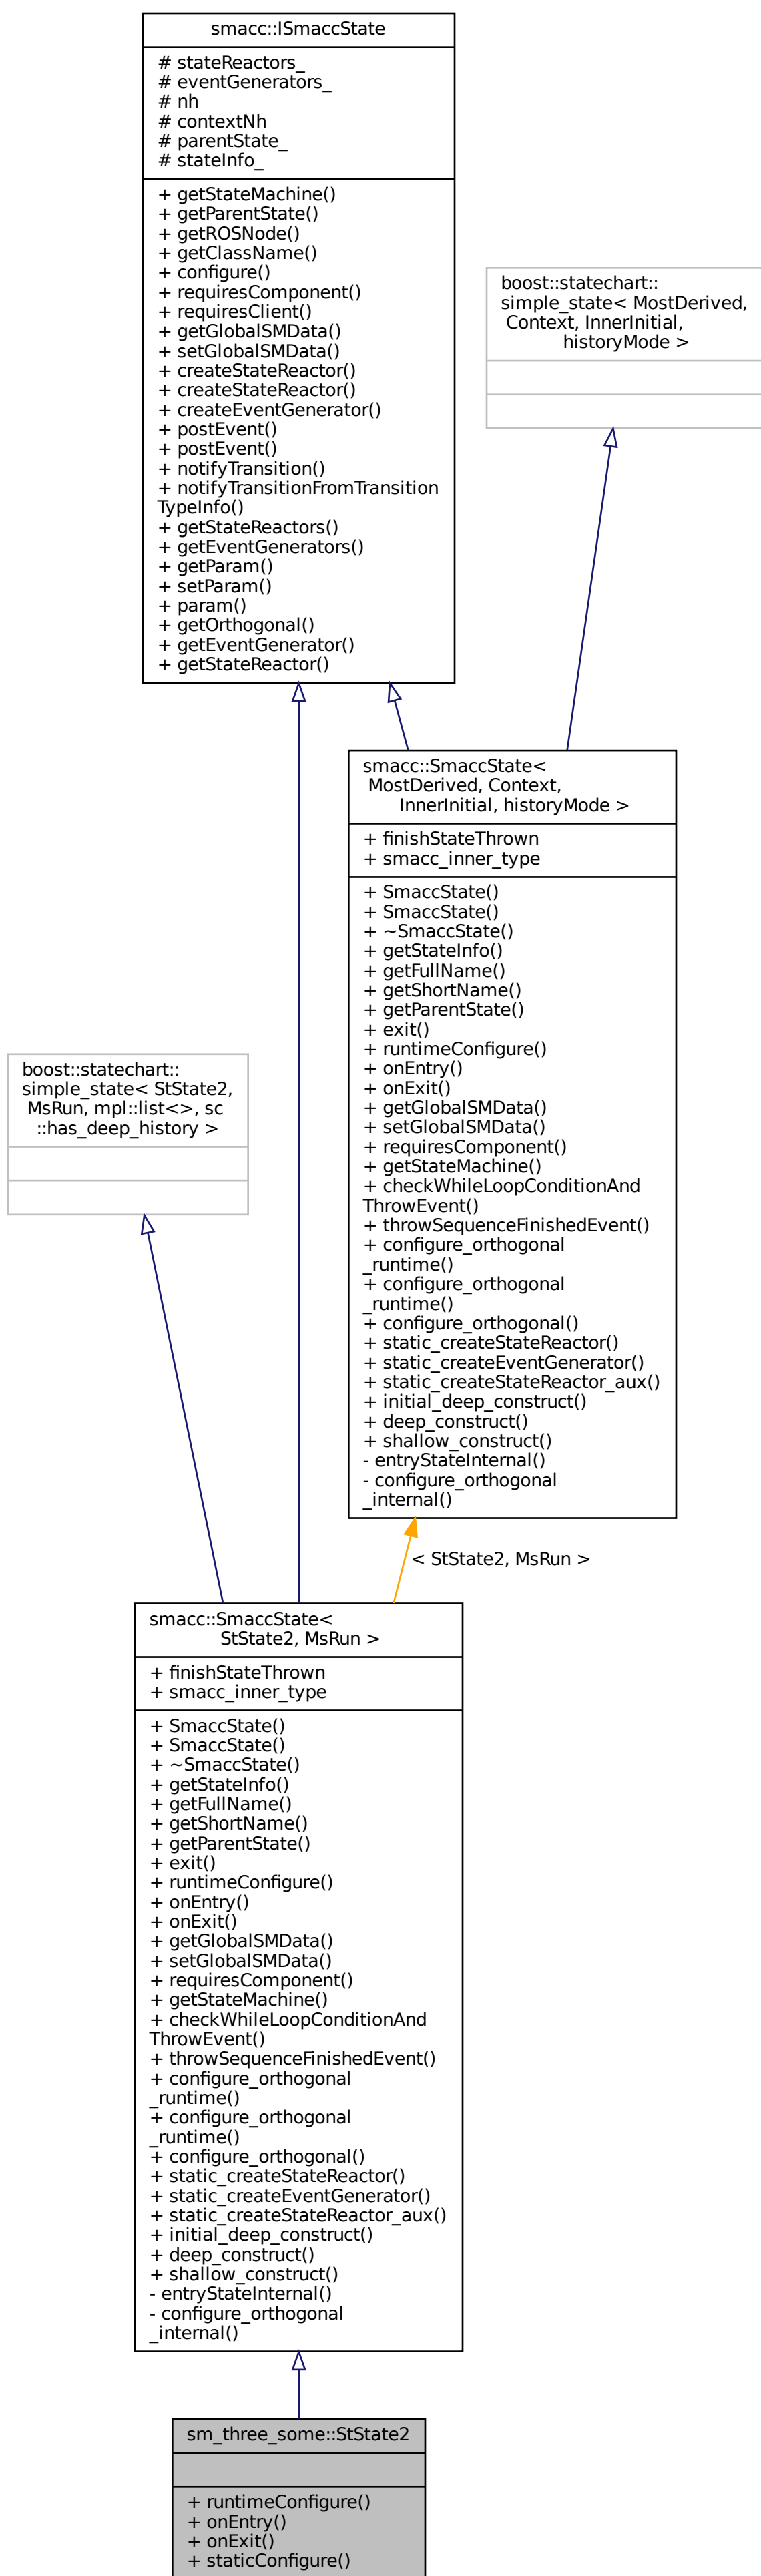 smacc::ISmaccState
# stateReactors_
# eventGenerators_
# nh
# contextNh
# parentState_
# stateInfo_
+ getStateMachine()
+ getParentState()
+ getROSNode()
+ getClassName()
+ configure()
+ requiresComponent()
+ requiresClient()
+ getGlobalSMData()
+ setGlobalSMData()
+ createStateReactor()
+ createStateReactor()
+ createEventGenerator()
+ postEvent()
+ postEvent()
+ notifyTransition()
+ notifyTransitionFromTransition
TypeInfo()
+ getStateReactors()
+ getEventGenerators()
+ getParam()
+ setParam()
+ param()
+ getOrthogonal()
+ getEventGenerator()
+ getStateReactor()
boost::statechart::
simple_state< MostDerived,
Context, InnerInitial,
historyMode >
smacc::SmaccState<
MostDerived, Context,
InnerInitial, historyMode >
+ finishStateThrown
+ smacc_inner_type
+ SmaccState()
+ SmaccState()
+ ~SmaccState()
+ getStateInfo()
+ getFullName()
+ getShortName()
+ getParentState()
+ exit()
+ runtimeConfigure()
+ onEntry()
+ onExit()
+ getGlobalSMData()
+ setGlobalSMData()
+ requiresComponent()
+ getStateMachine()
+ checkWhileLoopConditionAnd
ThrowEvent()
+ throwSequenceFinishedEvent()
+ configure_orthogonal
_runtime()
+ configure_orthogonal
_runtime()
+ configure_orthogonal()
+ static_createStateReactor()
+ static_createEventGenerator()
+ static_createStateReactor_aux()
+ initial_deep_construct()
+ deep_construct()
+ shallow_construct()
- entryStateInternal()
- configure_orthogonal
_internal()
boost::statechart::
simple_state< StState2,
MsRun, mpl::list<>, sc
::has_deep_history >
< StState2, MsRun >
smacc::SmaccState<
StState2, MsRun >
+ finishStateThrown
+ smacc_inner_type
+ SmaccState()
+ SmaccState()
+ ~SmaccState()
+ getStateInfo()
+ getFullName()
+ getShortName()
+ getParentState()
+ exit()
+ runtimeConfigure()
+ onEntry()
+ onExit()
+ getGlobalSMData()
+ setGlobalSMData()
+ requiresComponent()
+ getStateMachine()
+ checkWhileLoopConditionAnd
ThrowEvent()
+ throwSequenceFinishedEvent()
+ configure_orthogonal
_runtime()
+ configure_orthogonal
_runtime()
+ configure_orthogonal()
+ static_createStateReactor()
+ static_createEventGenerator()
+ static_createStateReactor_aux()
+ initial_deep_construct()
+ deep_construct()
+ shallow_construct()
- entryStateInternal()
- configure_orthogonal
_internal()
sm_three_some::StState2
+ runtimeConfigure()
+ onEntry()
+ onExit()
+ staticConfigure()